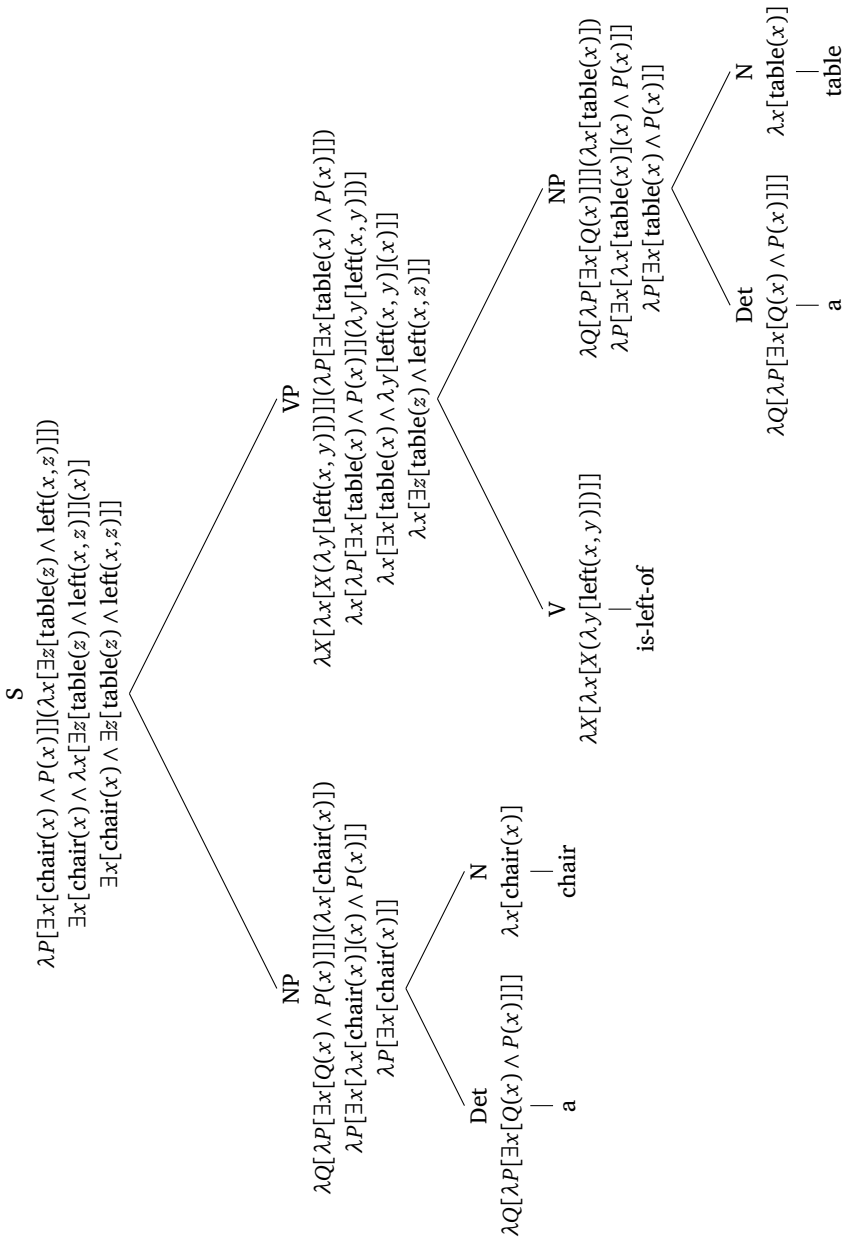 S
λP[∃x[chair(x) ∧ P(x)]](λx[∃z[table(z) ∧ left(x,z)]])
∃x[chair(x) ∧ λx[∃z[table(z) ∧ left(x,z)]](x)]
∃x[chair(x) ∧ ∃z[table(z) ∧ left(x,z)]]
NP
λQ[λP[∃x[Q(x) ∧ P(x)]]](λx[chair(x)])
λP[∃x[λx[chair(x)](x) ∧ P(x)]]
λP[∃x[chair(x)]]
Det
λQ[λP[∃x[Q(x) ∧ P(x)]]]
a
N
λx[chair(x)]
chair
VP
λX[λx[X(λy[left(x,y)])]](λP[∃x[table(x) ∧ P(x)]])
λx[λP[∃x[table(x) ∧ P(x)]](λy[left(x,y)])]
λx[∃x[table(x) ∧ λy[left(x,y)](x)]]
λx[∃z[table(z) ∧ left(x,z)]]
V
λX[λx[X(λy[left(x,y)])]]
is-left-of
NP
λQ[λP[∃x[Q(x)]]](λx[table(x)])
λP[∃x[λx[table(x)](x) ∧ P(x)]]
λP[∃x[table(x) ∧ P(x)]]
Det
λQ[λP[∃x[Q(x) ∧ P(x)]]]
a
N
λx[table(x)]
table